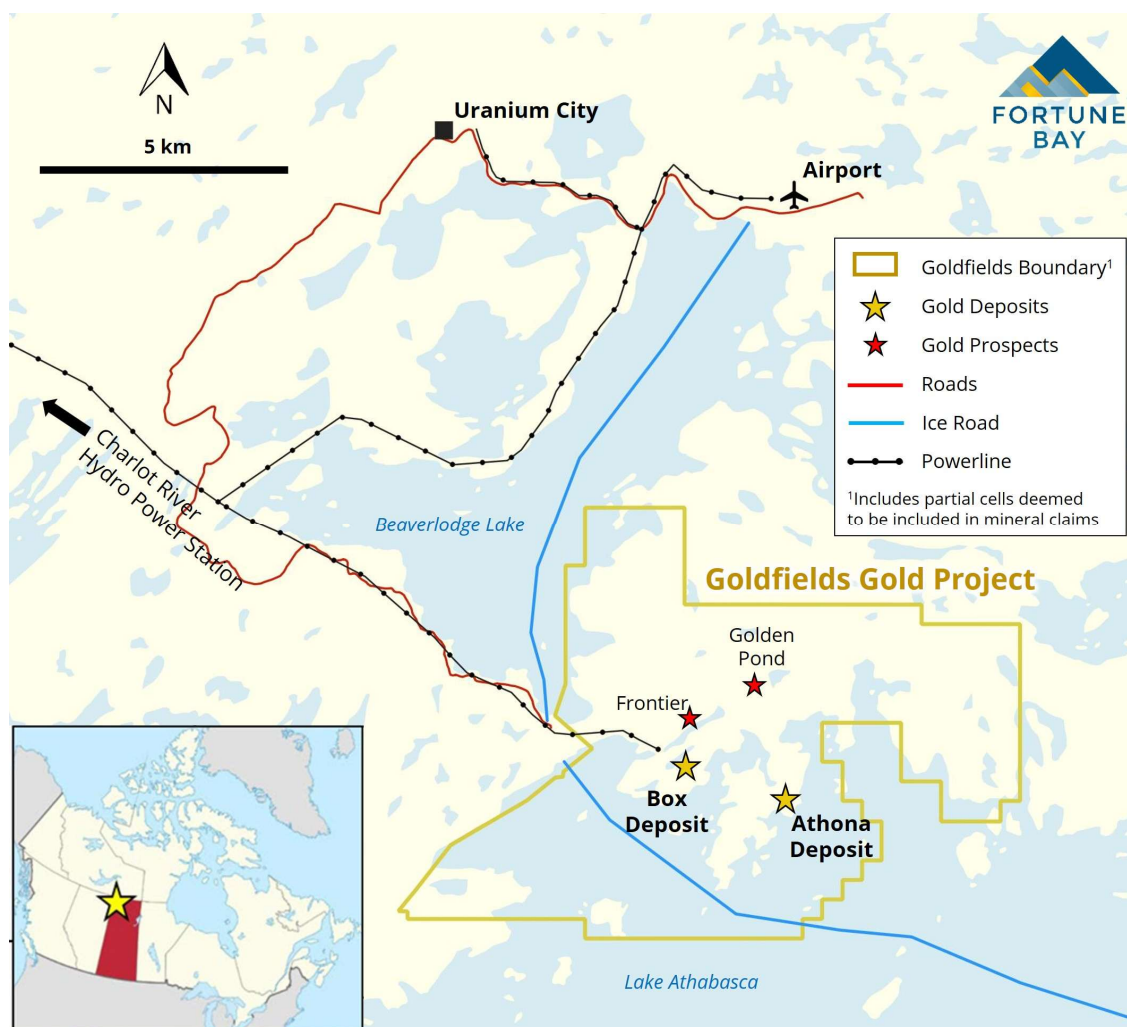 N
5 km
Uranium City
Airport
FORTUNE
BAY
Goldfields Boundary¹
Gold Deposits
Gold Prospects
Roads
Ice Road
Powerline
¹Includes partial cells deemed
to be included in mineral claims
Charlot River
Hydro Power Station
Beaverlodge Lake
Goldfields Gold Project
Golden
Pond
Frontier
Box
Deposit
Athona
Deposit
Lake Athabasca